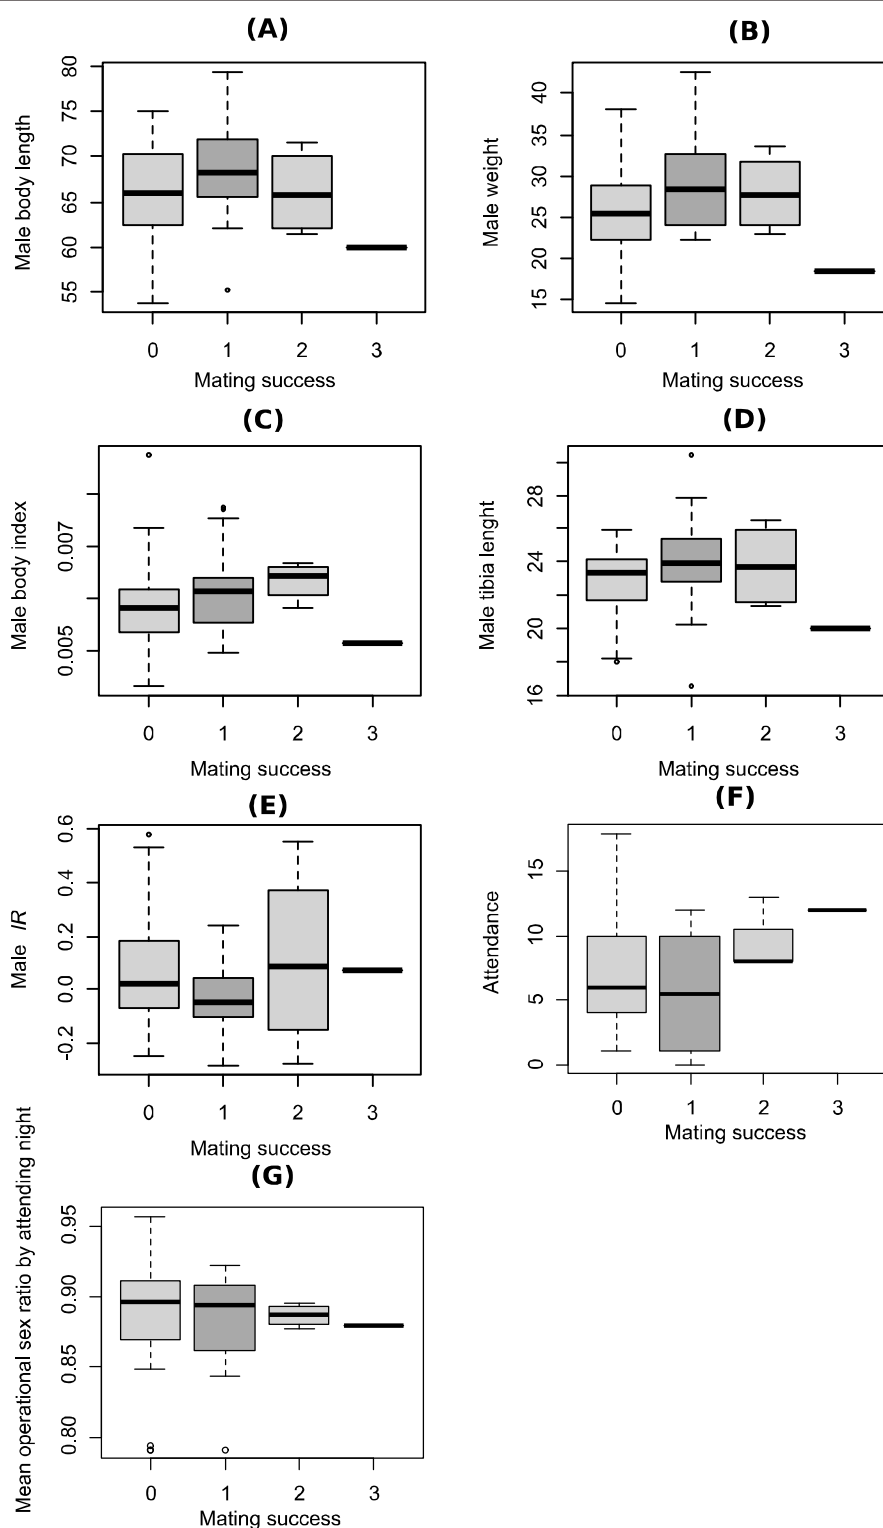 (A)
Male body length
80
75
70
65
60
55
0 1 2 3
Mating success
(B)
Male weight
40
35
30
25
20
15
0 1 2 3
Mating success
(C)
Male body index
0.007
0.005
0 1 2 3
Mating success
(D)
Male tibia lenght
28
24
20
16
0 1 2 3
Mating success
(E)
Male IR
0.6
0.4
0.2
0.0
-0.2
0 1 2 3
Mating success
(F)
Attendance
15
10
5
0
0 1 2 3
Mating success
(G)
Mean operational sex ratio by attending night
0.95
0.90
0.85
0.80
0 1 2 3
Mating success